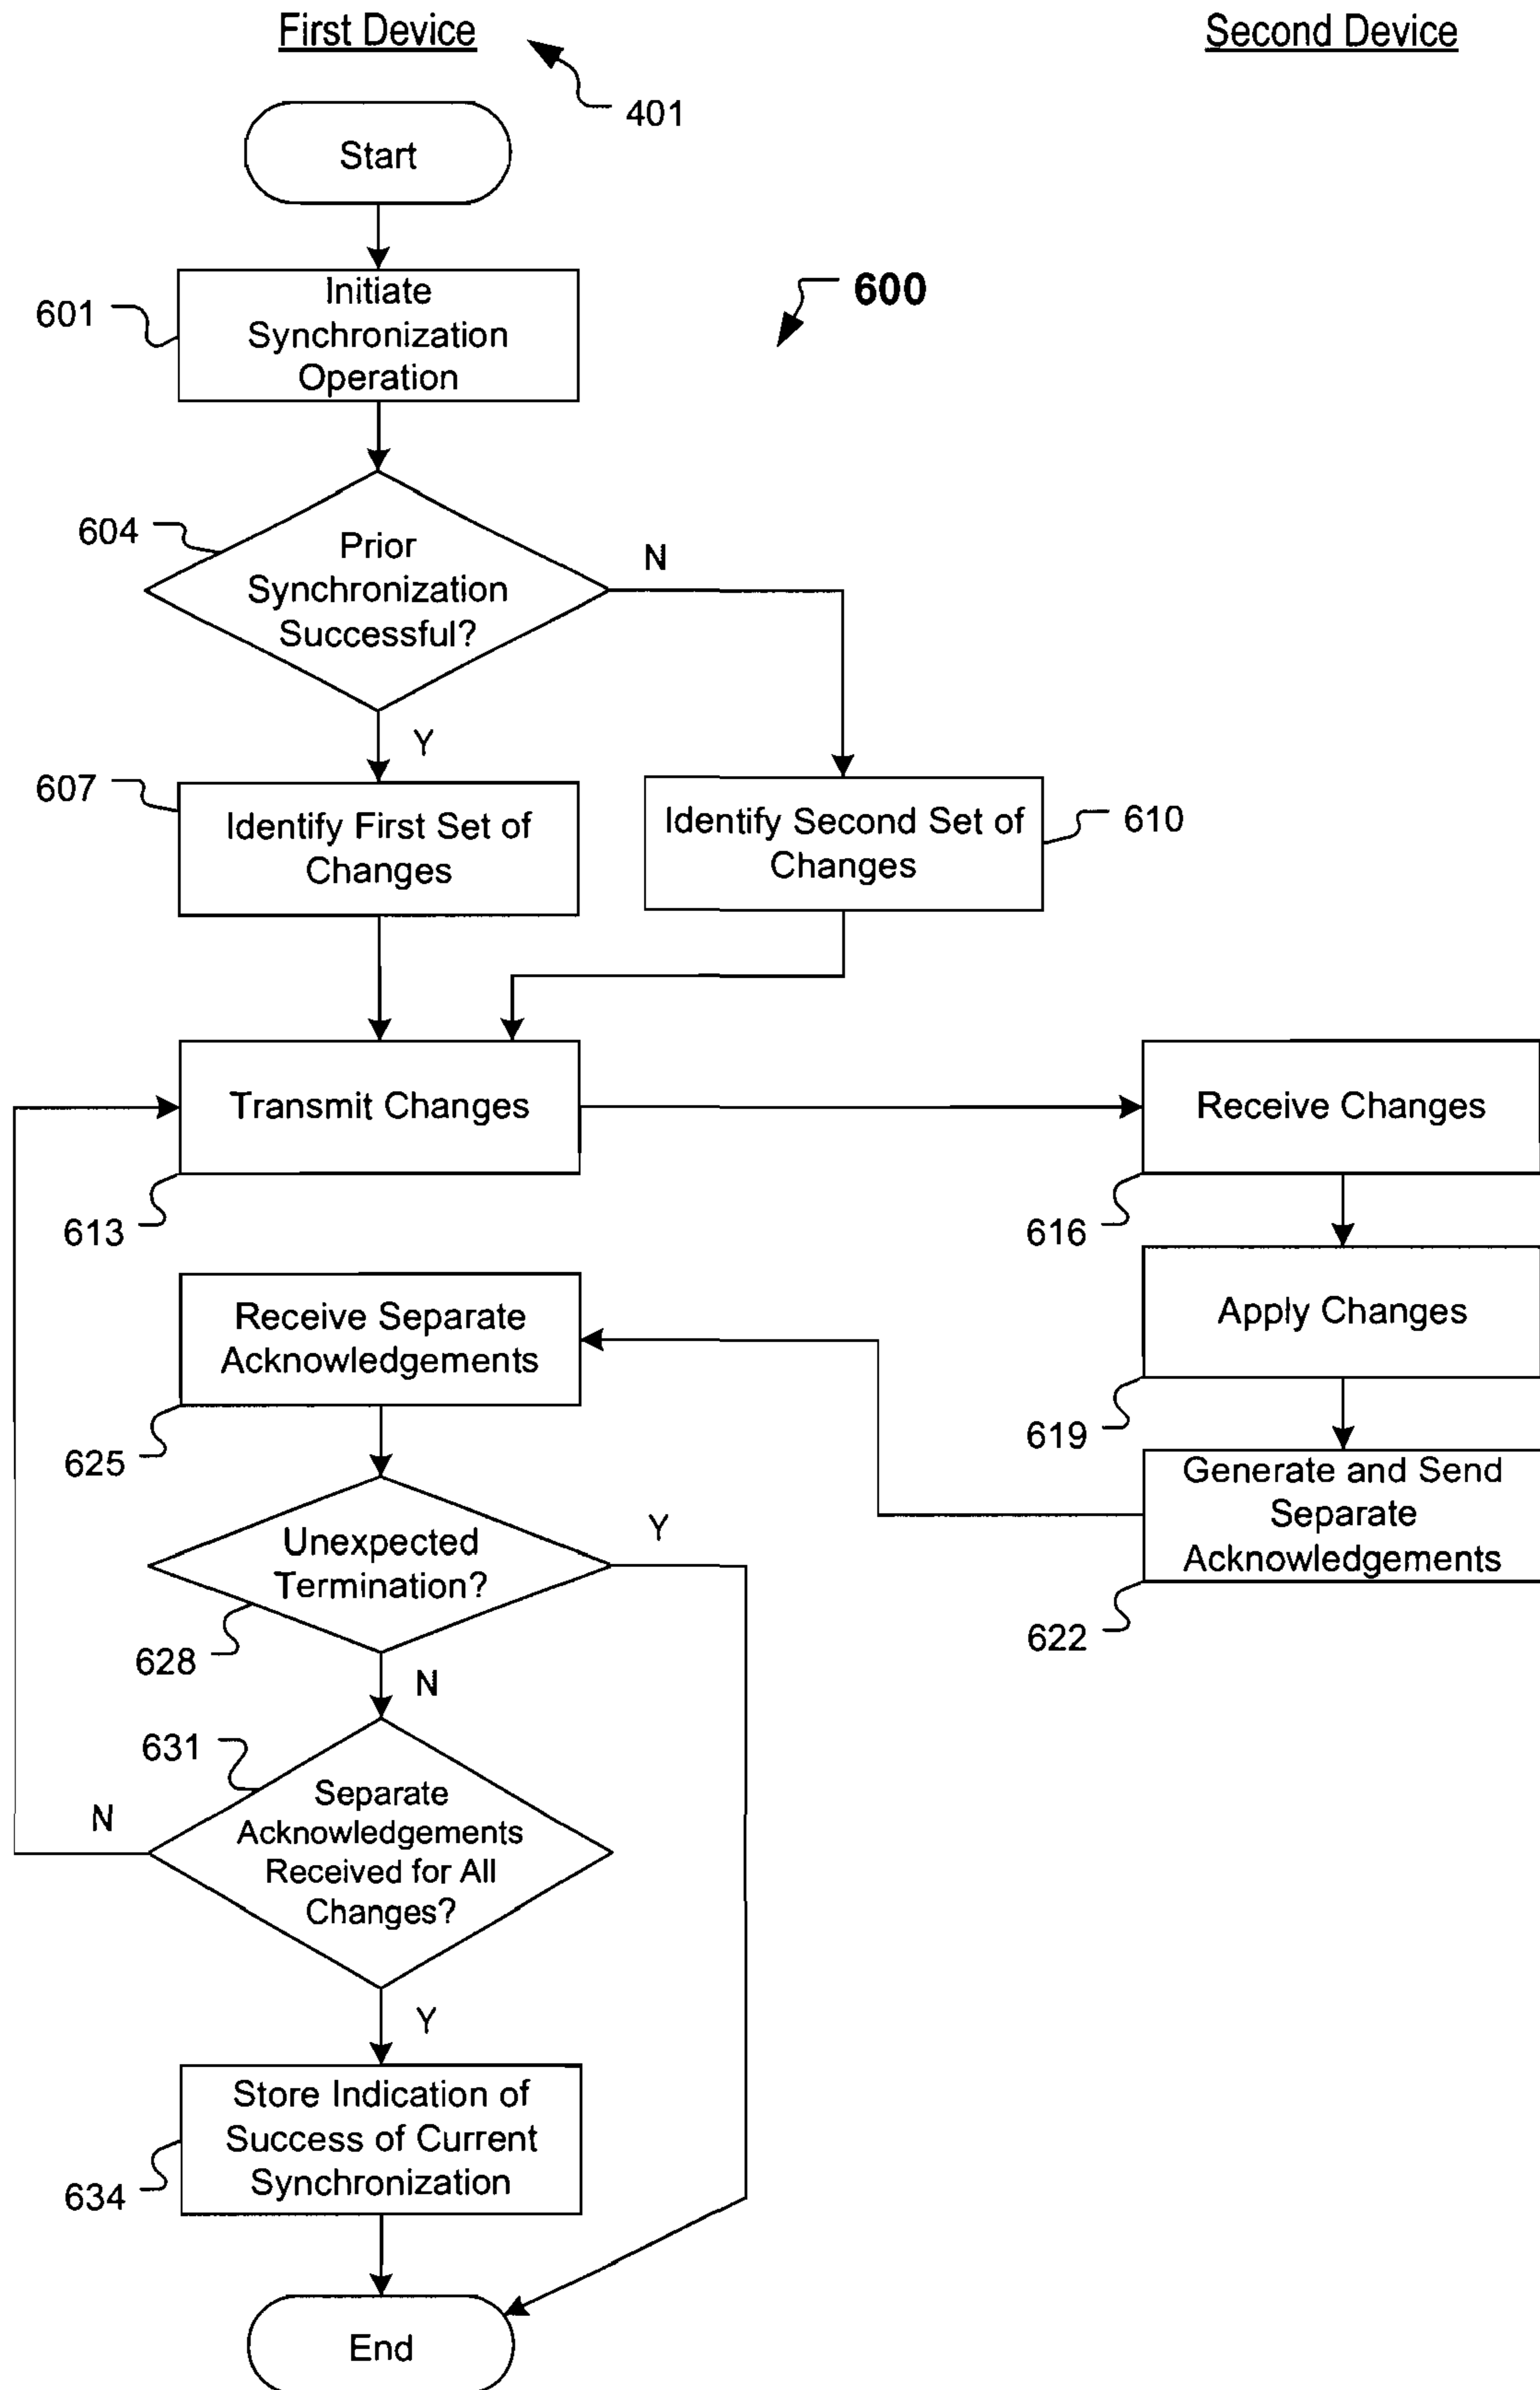 First Device
Second Device
401
Start
600
601
Initiate
Synchronization
Operation
604
Prior
Synchronization
Successful?
N
Y
607
Identify First Set of
Changes
Identify Second Set of
Changes
610
Transmit Changes
Receive Changes
613
616
Receive Separate
Acknowledgements
Apply Changes
625
619
Generate and Send
Separate
Acknowledgements
Unexpected
Termination?
Y
628
622
N
631
Separate
Acknowledgements
Received for All
Changes?
N
Y
Store Indication of
Success of Current
Synchronization
634
End